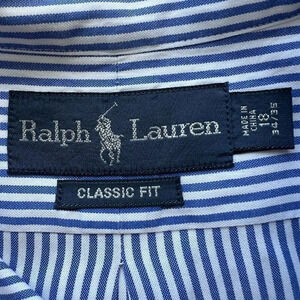 Ralph Lauren
MADE IN
CHINA
18
34/35
CLASSIC FIT